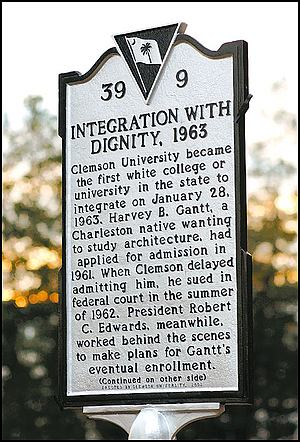 39 9
INTEGRATION WITH
DIGNITY, 1963
Clemson University became
the first white college or
university in the state to
integrate on January 28,
1963. Harvey B. Gantt, a
Charleston native wanting
to study architecture, had
applied for admission in
1961. When Clemson delayed
admitting him, he sued in
federal court in the summer
of 1962. President Robert
C. Edwards, meanwhile,
worked behind the scenes
to make plans for Gantt's
eventual enrollment.
(Continued on other side)